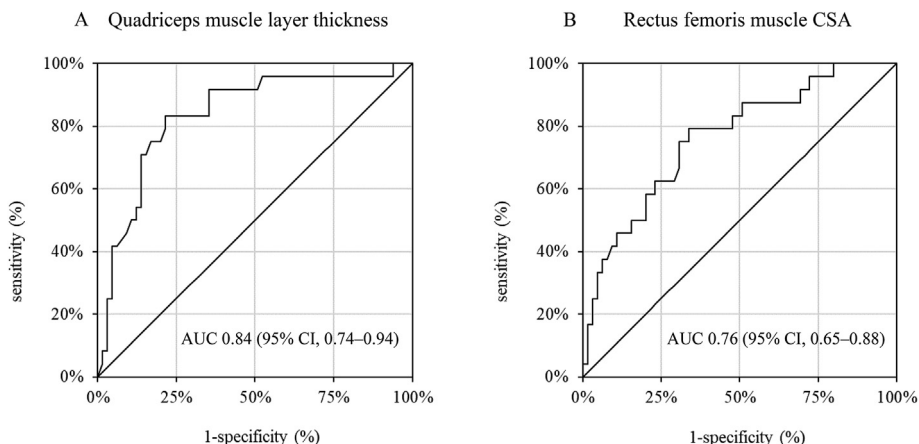 A Quadriceps muscle layer thickness
100%
80%
60%
40%
20%
0%
sensitivity (%)
AUC 0.84 (95% CI, 0.74–0.94)
0% 25% 50% 75% 100%
1-specificity (%)
B Rectus femoris muscle CSA
100%
80%
60%
40%
20%
0%
sensitivity (%)
AUC 0.76 (95% CI, 0.65–0.88)
0% 25% 50% 75% 100%
1-specificity (%)